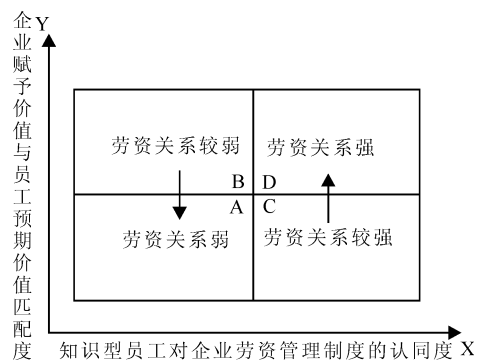 企业赋予价值与员工预期价值匹配度
Y
劳资关系较弱
劳资关系强
B
D
A
C
劳资关系弱
劳资关系较强
知识型员工对企业劳资管理制度的认同度
X